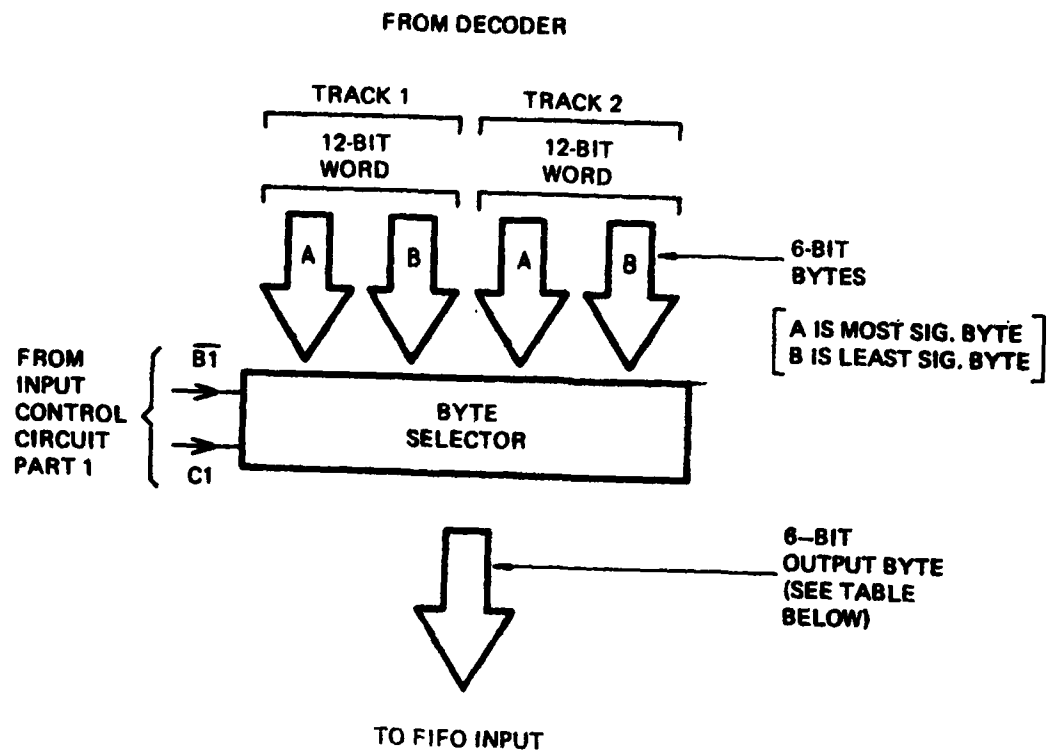 FROM DECODER
TRACK 1
TRACK 2
12-BIT
WORD
12-BIT
WORD
A
B
A
B
6-BIT
BYTES
A IS MOST SIG. BYTE
B IS LEAST SIG. BYTE
FROM
INPUT
CONTROL
CIRCUIT
PART 1
B̅1̅
C1
BYTE
SELECTOR
6–BIT
OUTPUT BYTE
(SEE TABLE
BELOW)
TO FIFO INPUT